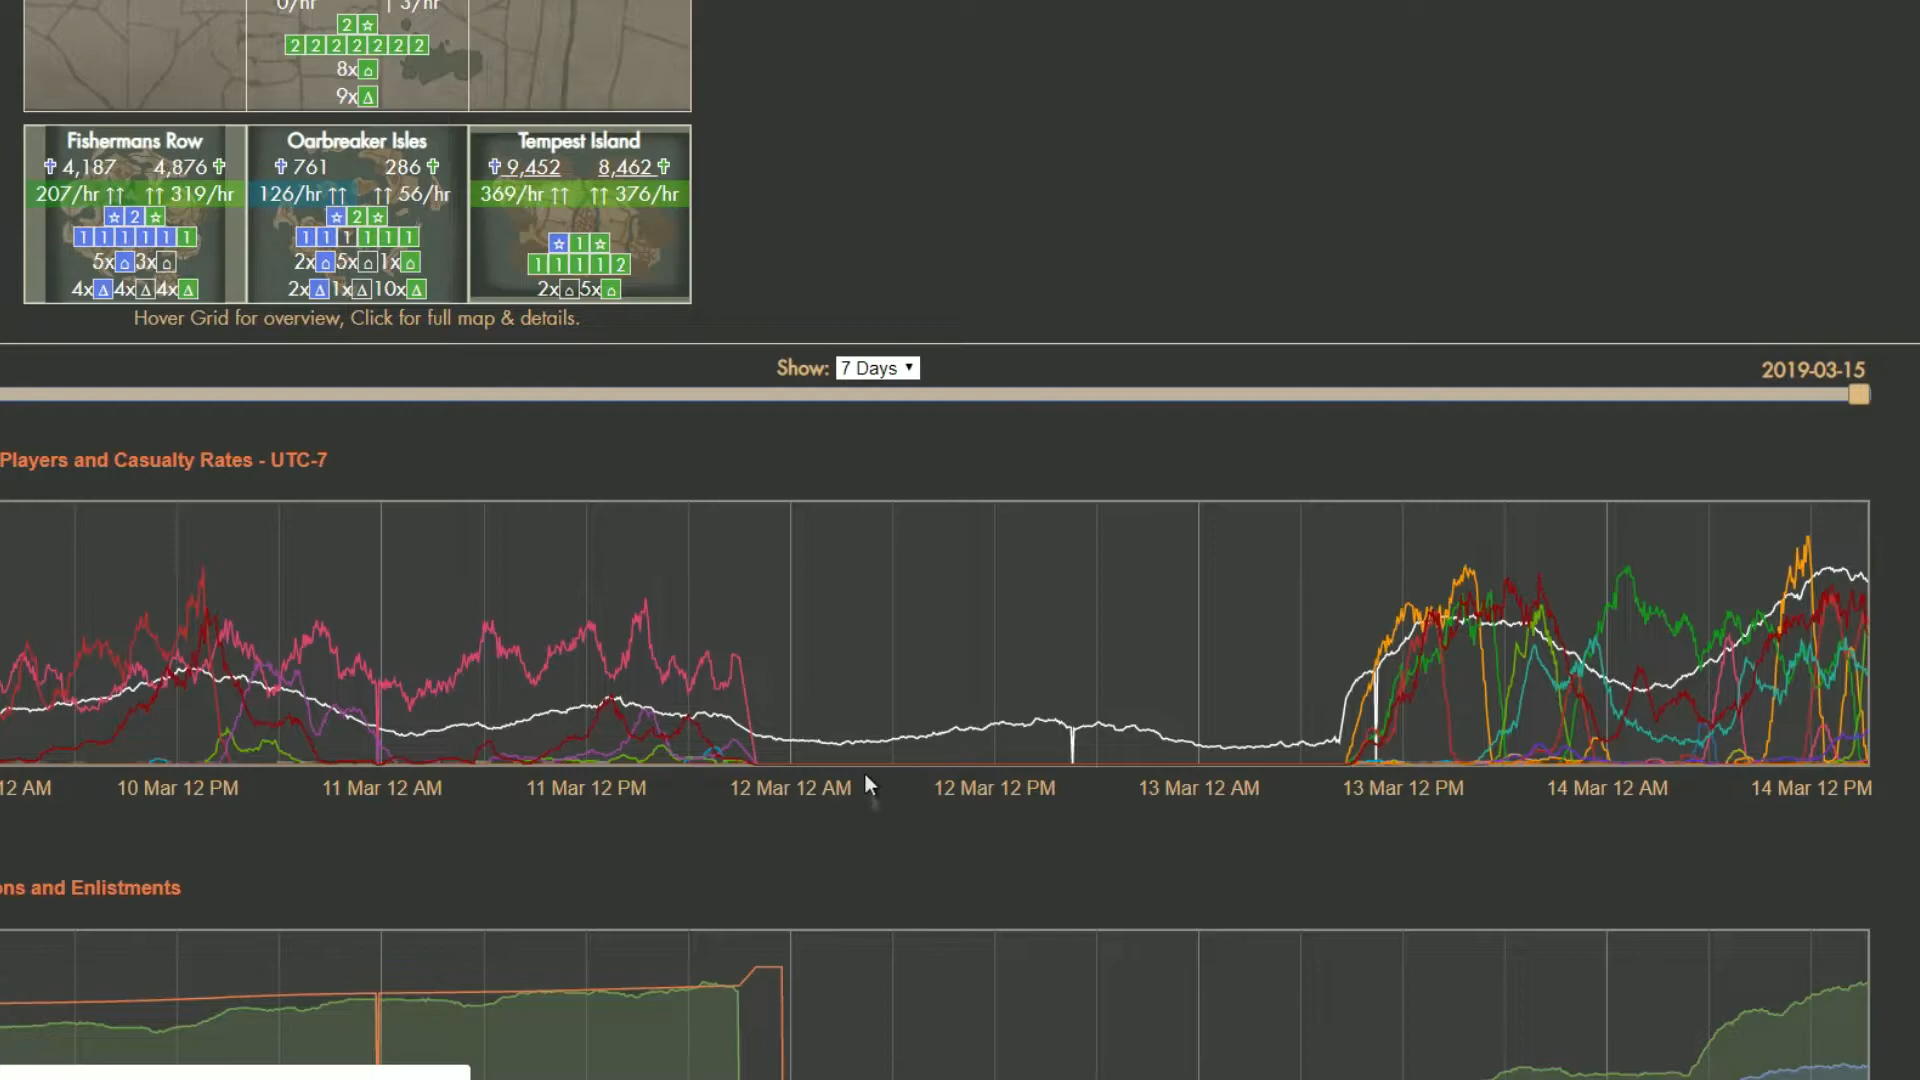 0/hr 3/hr
2
2 2 2 2 2 2 2
8x
9x
Fishermans Row Oarbreaker Isles Tempest Island
4,187 4,876 761 286 9,452 8,462
207/hr ↑↑ ↑↑ 319/hr 126/hr ↑↑ ↑↑ 56/hr 369/hr ↑↑ ↑↑ 376/hr
2 2 1
1 1 1 1 1 1 1 1 1 1 1 1 1 1 1 1 2
5x 3x 2x 5x 1x 2x 5x
4x 4x 4x 2x 1x 10x
Hover Grid for overview, Click for full map & details.
Show: 7 Days 2019-03-15
Players and Casualty Rates - UTC-7
12 AM 10 Mar 12 PM 11 Mar 12 AM 11 Mar 12 PM 12 Mar 12 AM 12 Mar 12 PM 13 Mar 12 AM 13 Mar 12 PM 14 Mar 12 AM 14 Mar 12 PM
ons and Enlistments